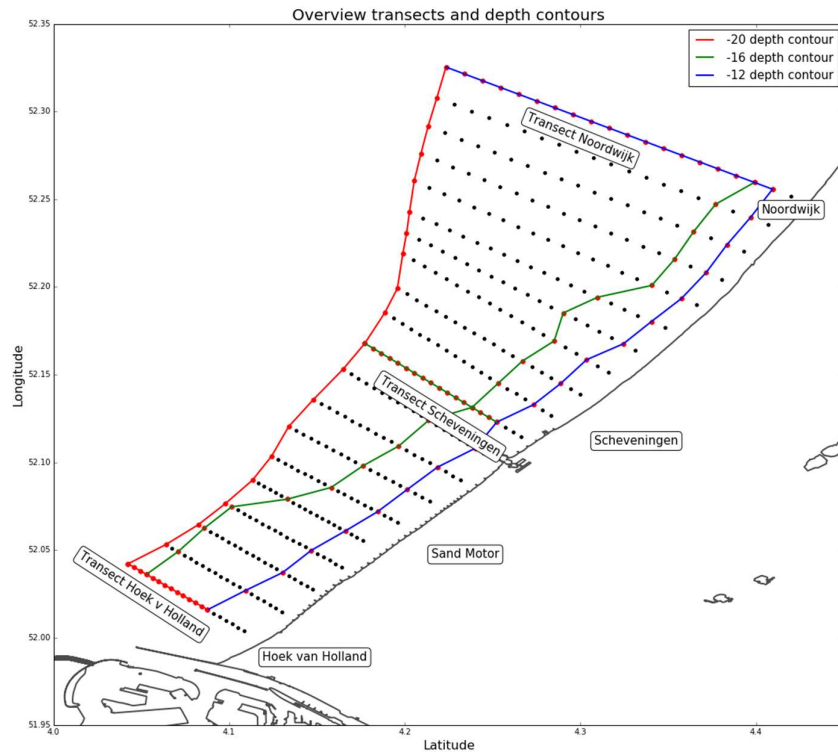 Overview transects and depth contours
-20 depth contour
-16 depth contour
-12 depth contour
52.35
52.30
52.25
52.20
52.15
52.10
52.05
52.00
51.95
Longitude
Transect Noordwijk
Noordwijk
Transect Scheveningen
Scheveningen
Sand Motor
Transect Hoek v Holland
Hoek van Holland
4.0
4.1
4.2
4.3
4.4
Latitude